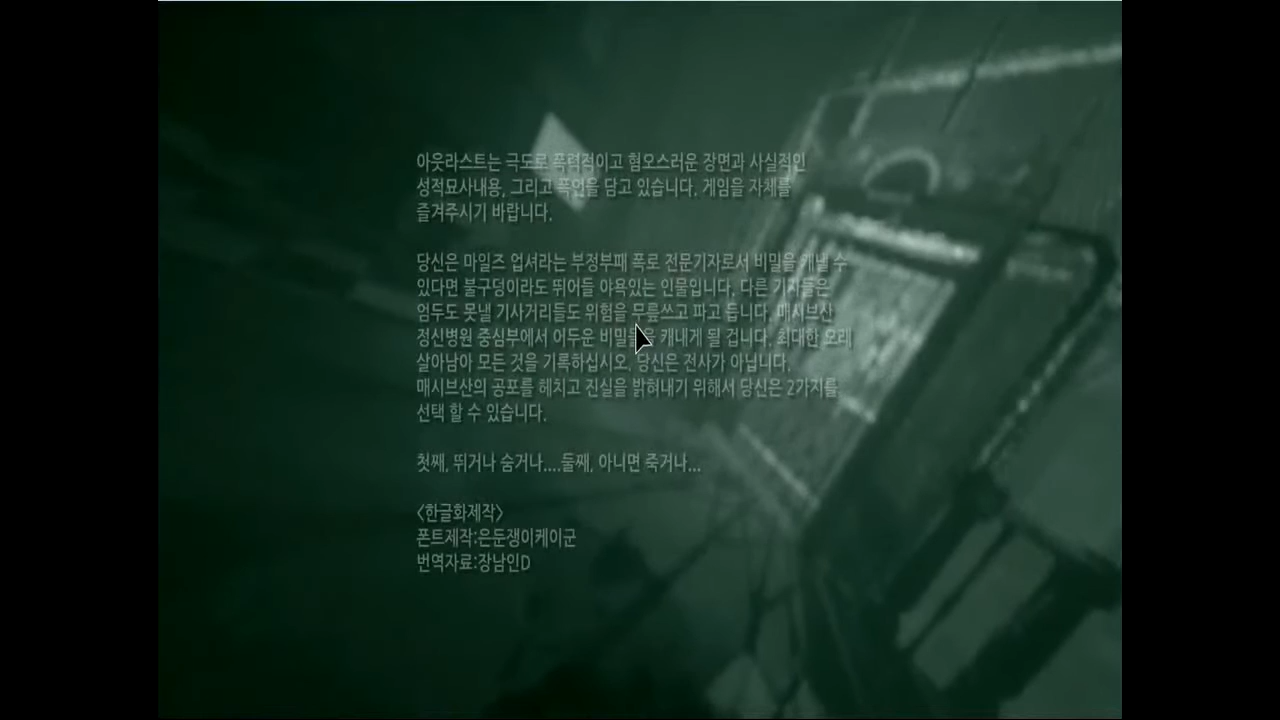 아웃라스트는 극도로 폭력적이고 혐오스러운 장면과 사실적인
성적묘사내용, 그리고 폭언을 담고 있습니다. 게임을 자체를
즐겨주시기 바랍니다.
당신은 마일즈 업셔라는 부정부패 폭로 전문기자로서 비밀을 캐낼 수
있다면 불구덩이라도 뛰어들 야욕있는 인물입니다. 다른 기자들은
엄두도 못낼 기사거리들도 위험을 무릎쓰고 파고 듭니다. 매시브산
정신병원 중심부에서 어두운 비밀들을 캐내게 될 겁니다. 최대한 오래
살아남아 모든 것을 기록하십시오. 당신은 전사가 아닙니다.
매시브산의 공포를 헤치고 진실을 밝혀내기 위해서 당신은 2가지를
선택 할 수 있습니다.
첫째, 뛰거나 숨거나....둘째, 아니면 죽거나...
<한글화제작>
폰트제작:은둔쟁이케이군
번역자료:장남인D